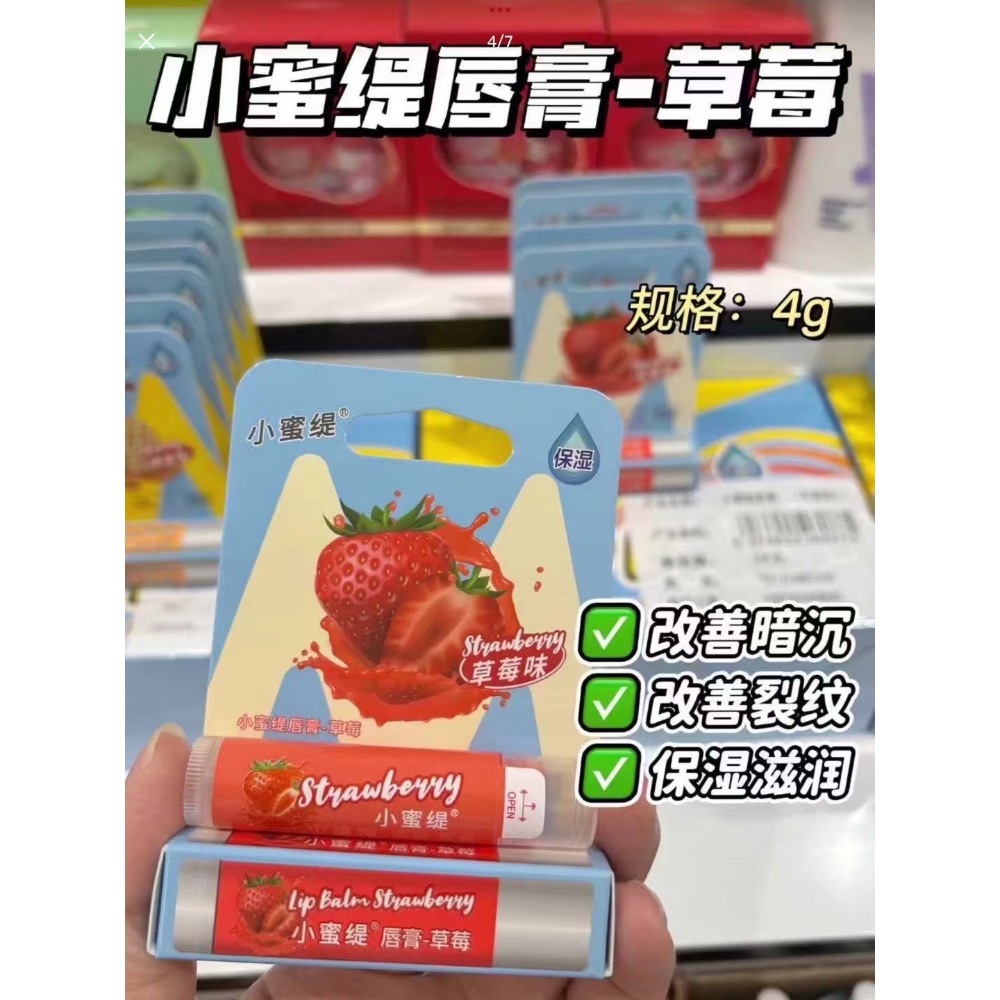 4/7
小蜜缇唇膏-草莓
规格：4g
小蜜缇®
保湿
Strawberry
草莓味
小蜜缇唇膏-草莓
改善暗沉
改善裂纹
保湿滋润
Strawberry
小蜜缇®
OPEN
小蜜缇®唇膏-草莓
Lip Balm Strawberry
小蜜缇®唇膏-草莓